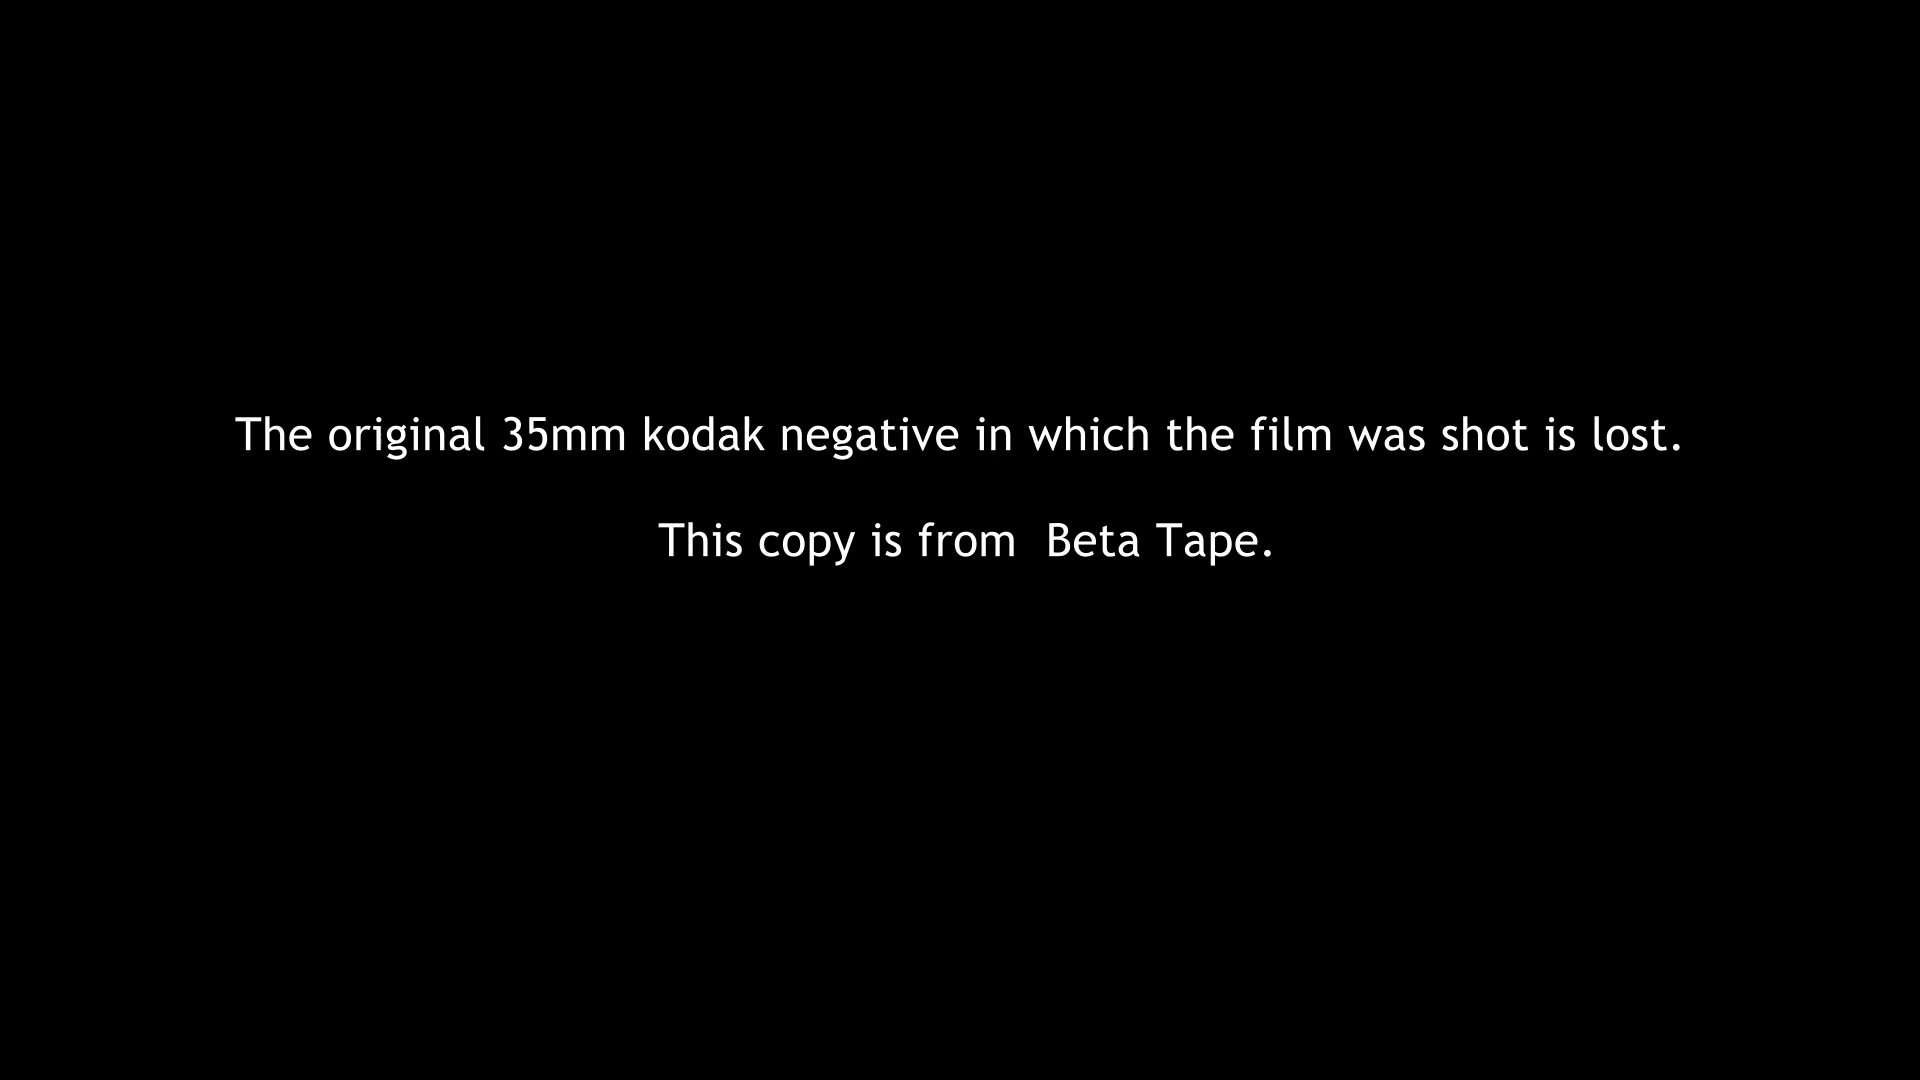 The original 35mm kodak negative in which the film was shot is lost.
This copy is from  Beta Tape.